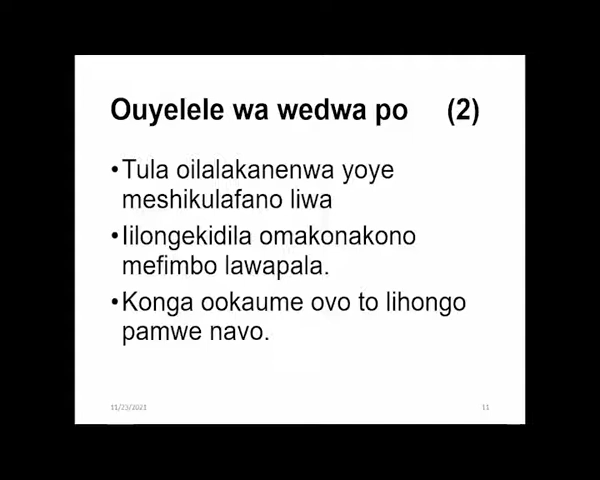 Ouyelele wa wedwa po (2)
•Tula oilalakanenwa yoye
meshikulafano liwa
•Iilongekidila omakonakono
mefimbo lawapala.
•Konga ookaume ovo to lihongo
pamwe navo.
11/23/2021 11